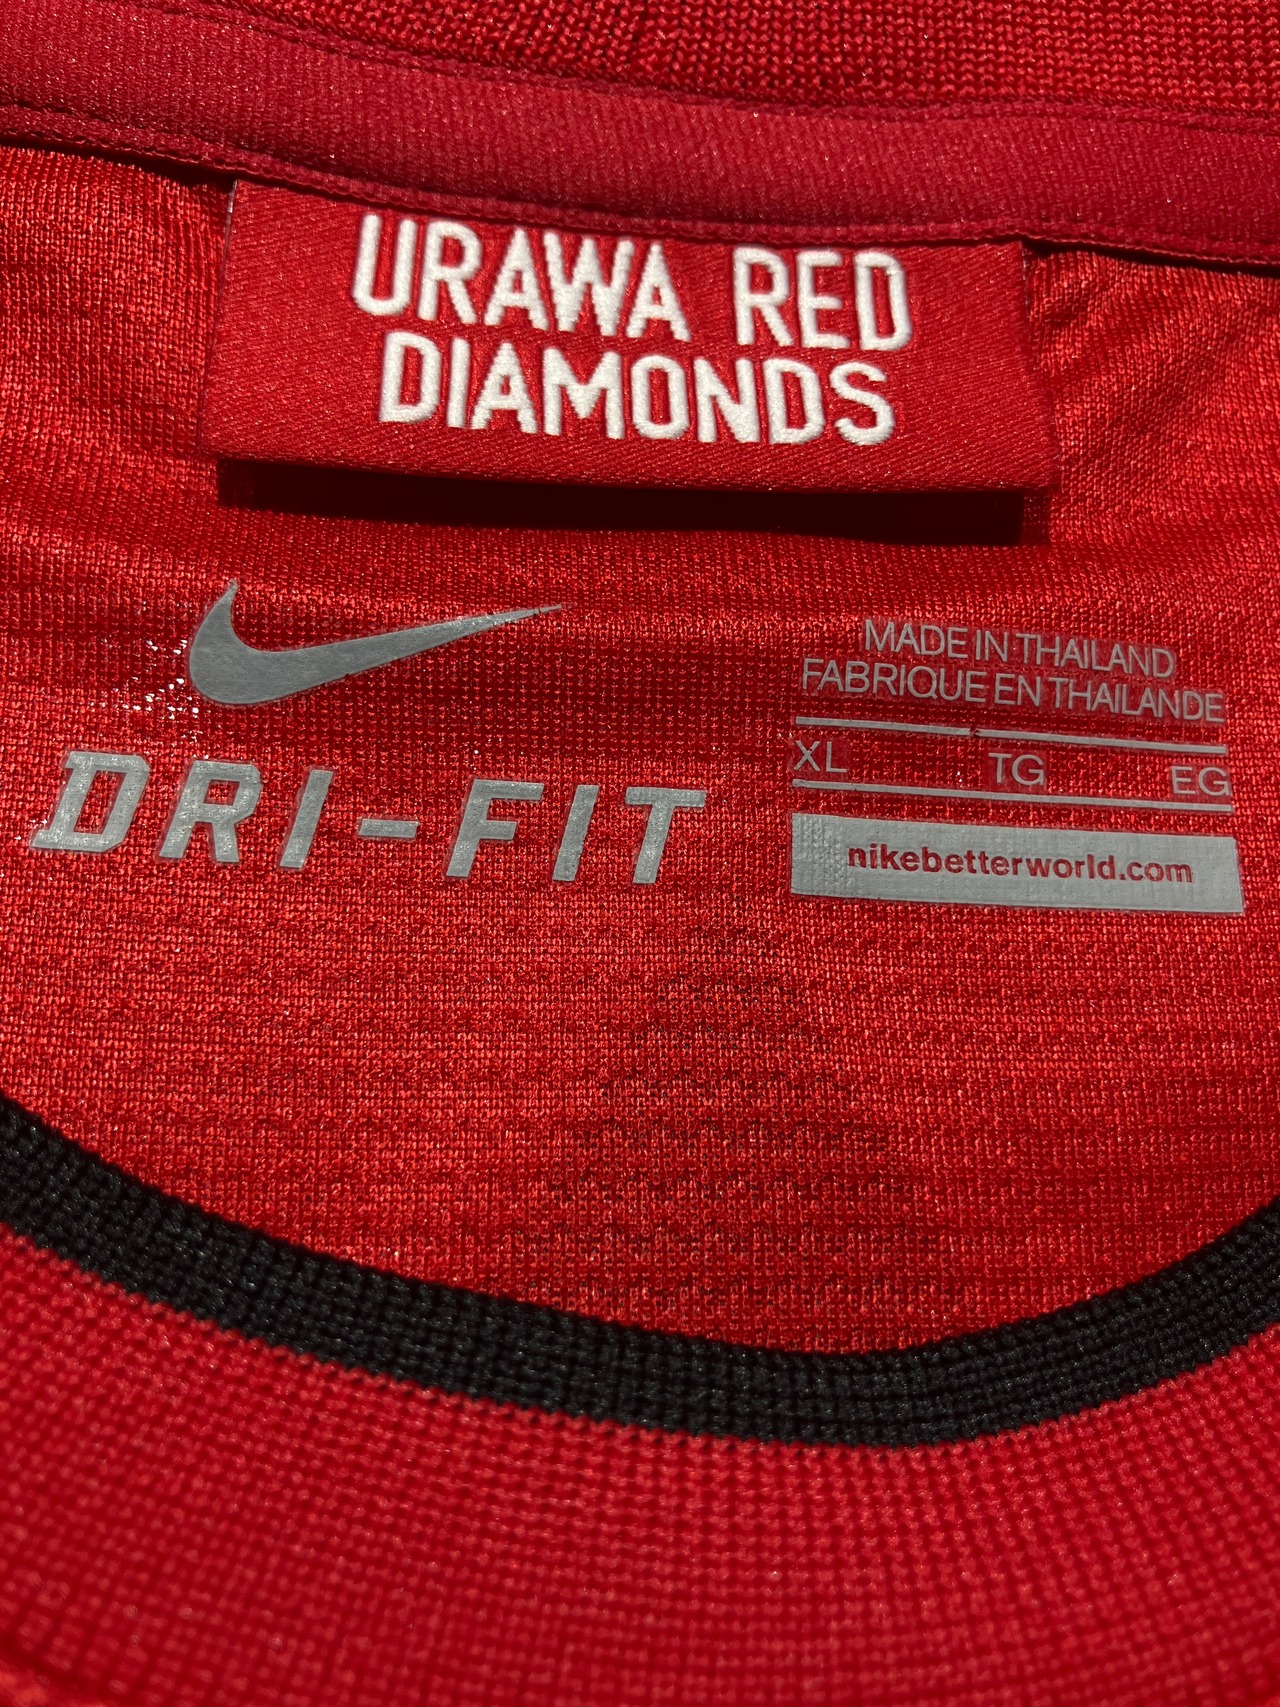 URAWA RED
DIAMONDS
DRI-FIT
MADE IN THAILAND
FABRIQUE EN THAILANDE
XL TG EG
nikebetterworld.com